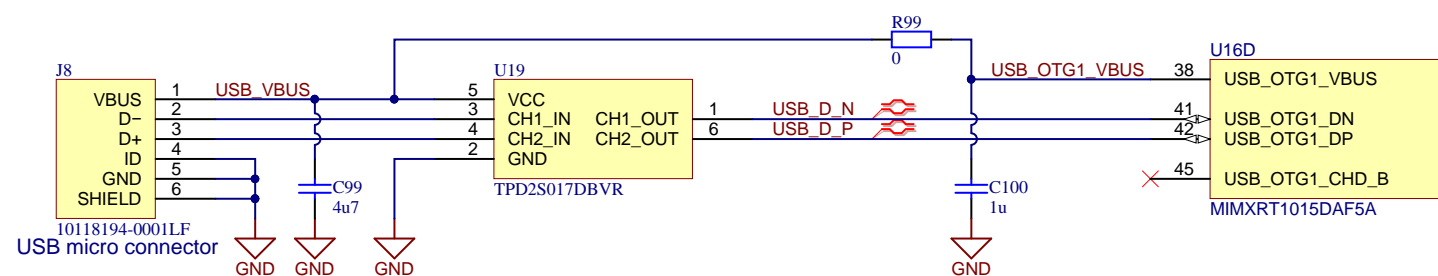 R99
0
J8
VBUS 1 USB_VBUS
D− 2
D+ 3
ID 4
GND 5
SHIELD 6
10118194-0001LF
USB micro connector
GND
C99
4u7
GND
GND
U19
5 VCC
3 CH1_IN CH1_OUT 1 USB_D_N
4 CH2_IN CH2_OUT 6 USB_D_P
2 GND
TPD2S017DBVR
C100
1u
GND
U16D
USB_OTG1_VBUS 38 USB_OTG1_VBUS
41 USB_OTG1_DN
42 USB_OTG1_DP
45 USB_OTG1_CHD_B
MIMXRT1015DAF5A